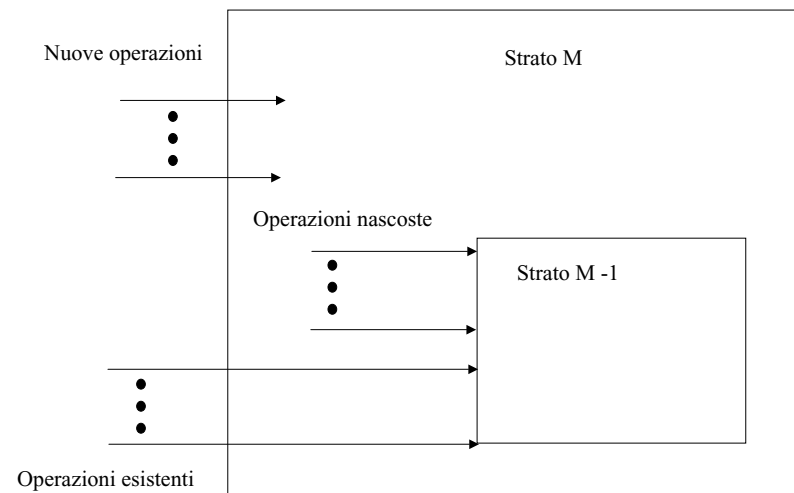 Nuove operazioni
Strato M
Operazioni nascoste
Strato M -1
Operazioni esistenti